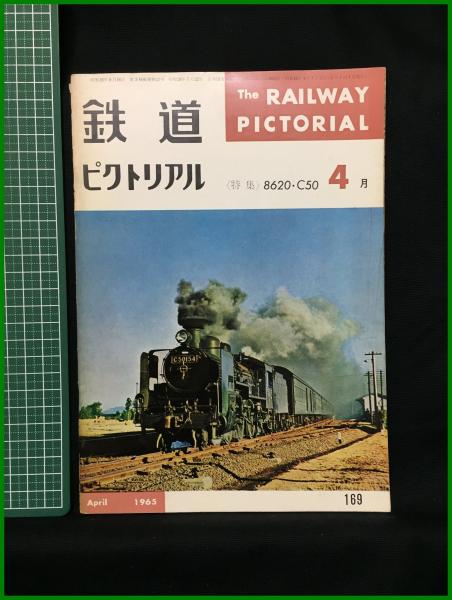 鉄道
ピクトリアル
The RAILWAY
PICTORIAL
〈特集〉8620・C50 4月
C50154
April 1965
169